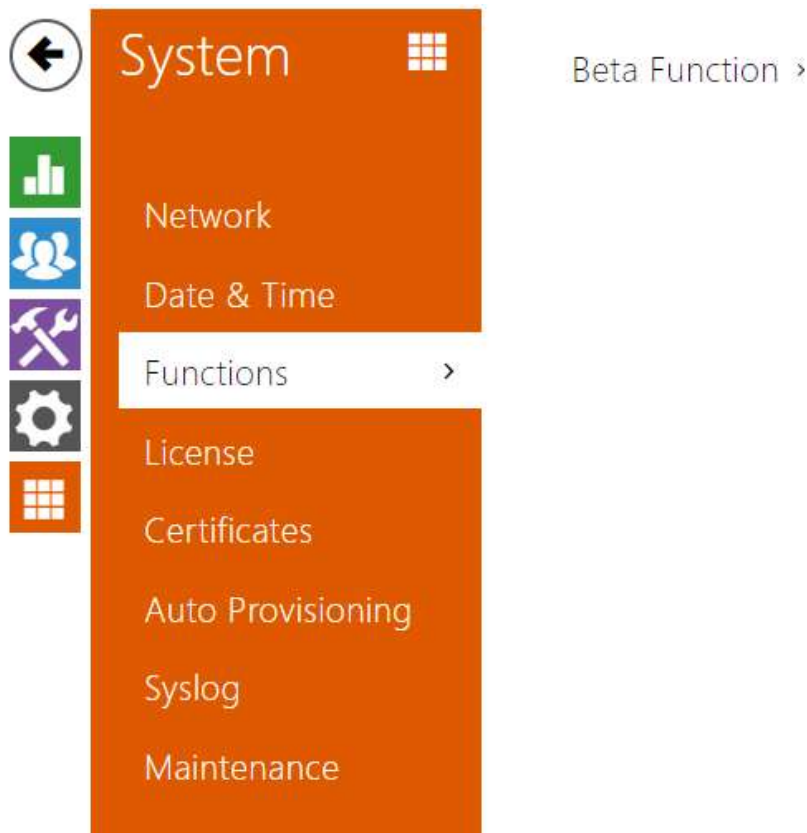 System
Beta Function ›
Network
Date & Time
Functions ›
License
Certificates
Auto Provisioning
Syslog
Maintenance